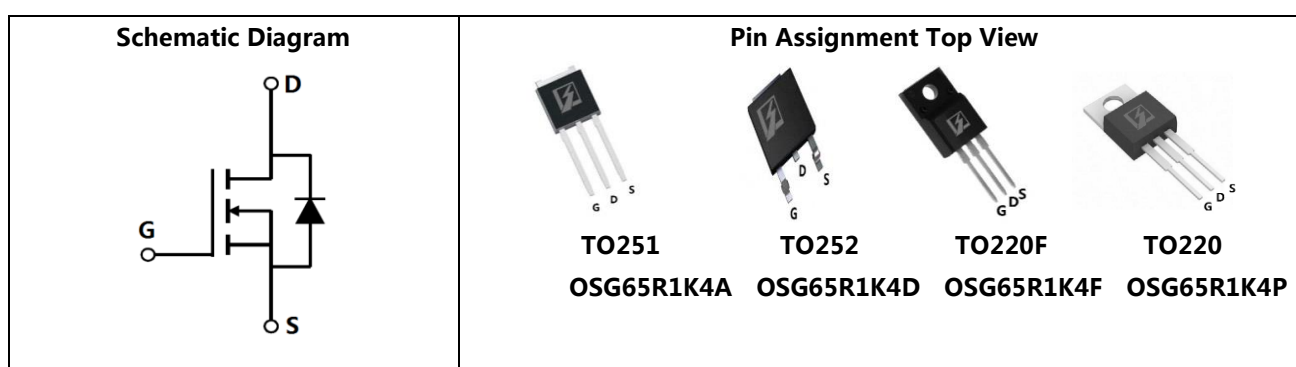 Schematic Diagram
D
G
S
Pin Assignment Top View
G D S
G D S
G D S
G D S
TO251 TO252 TO220F TO220
OSG65R1K4A OSG65R1K4D OSG65R1K4F OSG65R1K4P